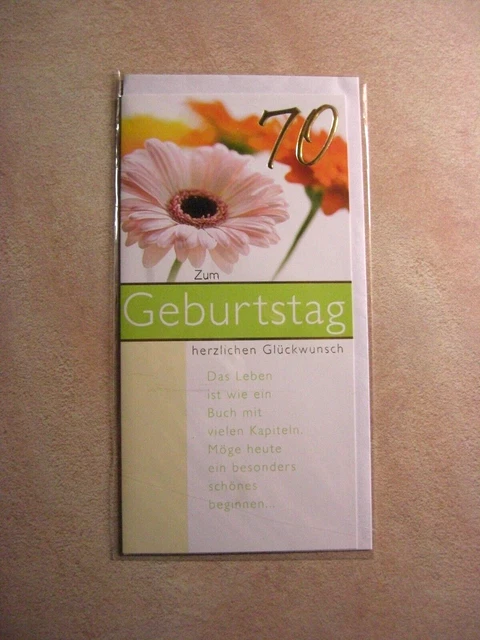 70
Zum
Geburtstag
herzlichen Glückwunsch
Das Leben
ist wie ein
Buch mit
vielen Kapiteln.
Möge heute
ein besonders
schönes
beginnen...